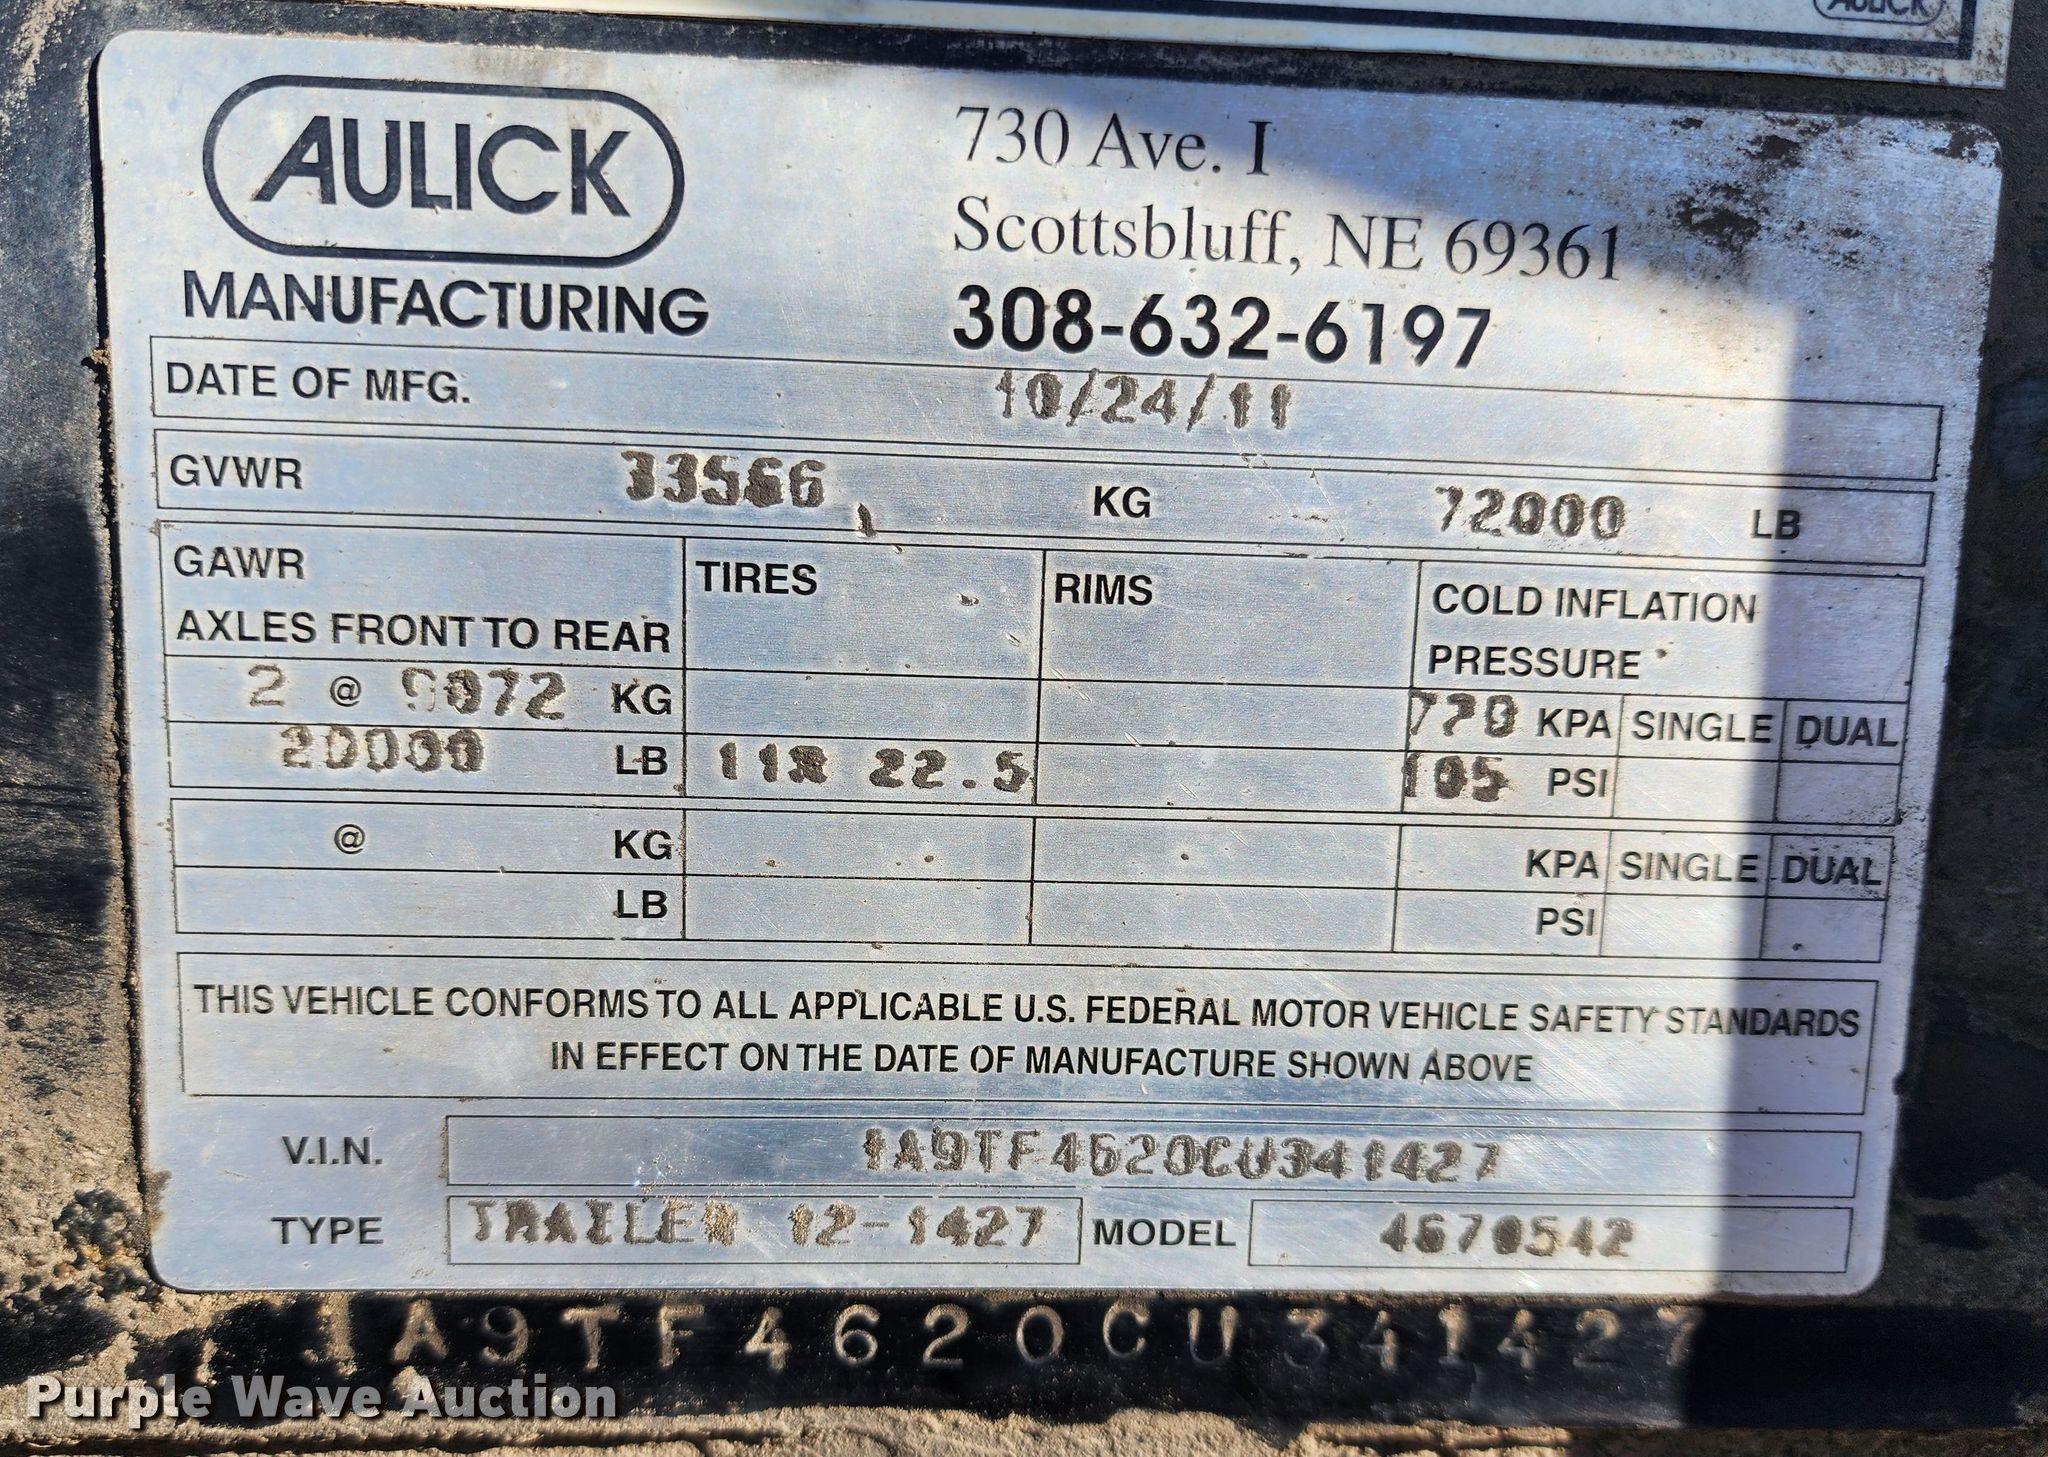 AULICK
AULICK
MANUFACTURING
730 Ave. I
Scottsbluff, NE 69361
308-632-6197
DATE OF MFG. 10/24/11
GVWR 33566 KG 72000 LB
GAWR
AXLES FRONT TO REAR
TIRES RIMS COLD INFLATION
PRESSURE
2 @ 9072 KG 720 KPA SINGLE DUAL
20000 LB 11R 22.5 105 PSI
@ KG KPA SINGLE DUAL
LB PSI
THIS VEHICLE CONFORMS TO ALL APPLICABLE U.S. FEDERAL MOTOR VEHICLE SAFETY STANDARDS
IN EFFECT ON THE DATE OF MANUFACTURE SHOWN ABOVE
V.I.N. 1A9TF4620CU341427
TYPE TRAILER 12-1427 MODEL 4670542
1A9TF4620CU341427
Purple Wave Auction